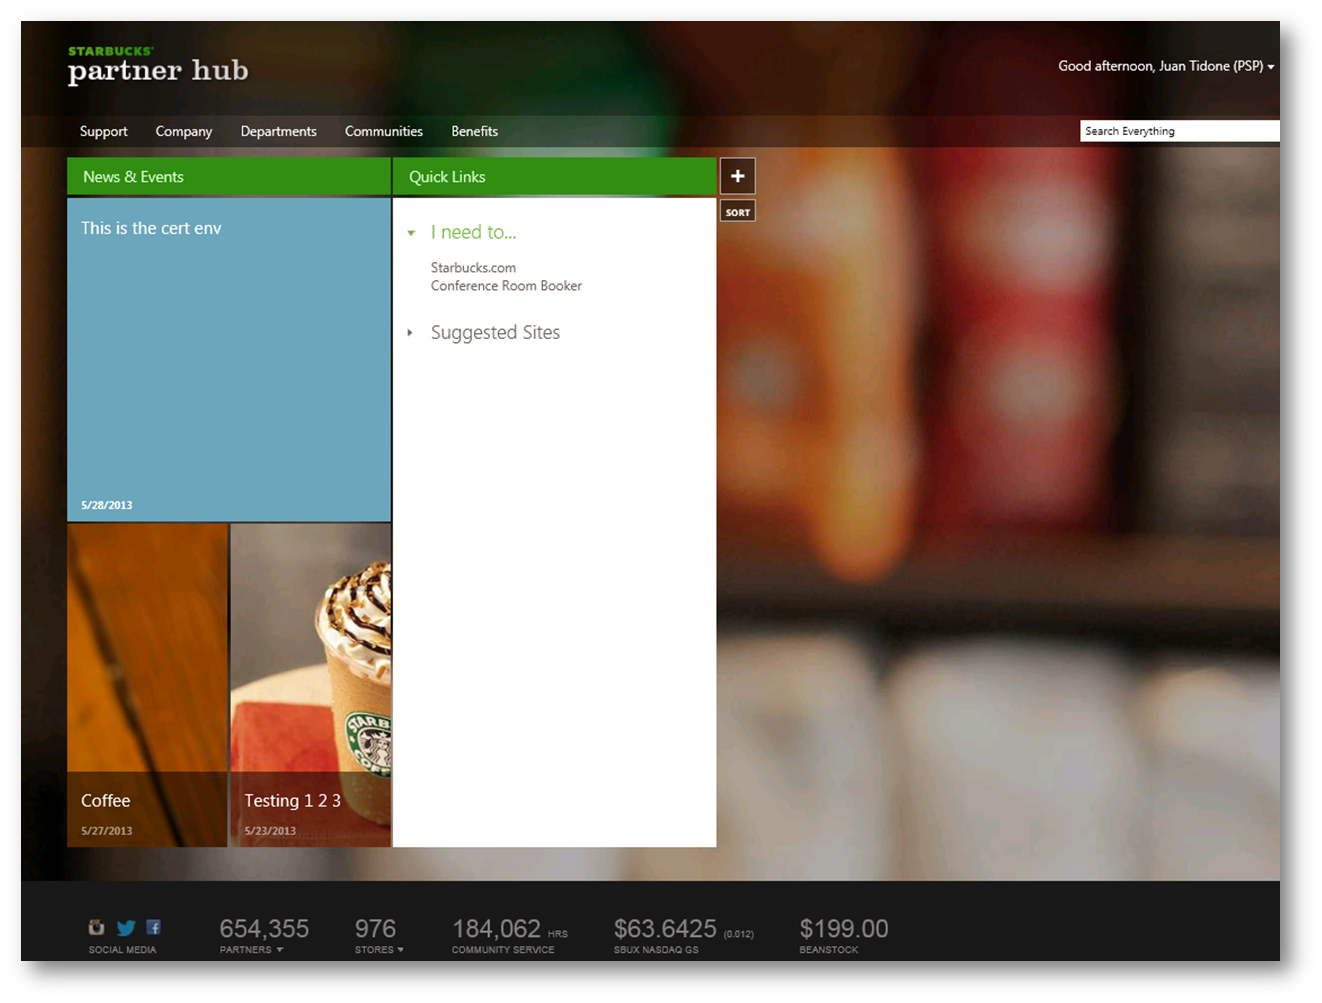 STARBUCKS
partner hub
Good afternoon, Juan Tidone (PSP)
Support Company Departments Communities Benefits
Search Everything
News & Events
Quick Links
+
SORT
This is the cert env
5/28/2013
I need to...
Starbucks.com
Conference Room Booker
Suggested Sites
STARB
COFFE
Coffee
5/27/2013
Testing 1 2 3
5/23/2013
SOCIAL MEDIA
654,355
PARTNERS
976
STORES
184,062 HRS
COMMUNITY SERVICE
$63.6425 (0.012)
SBUX NASDAQ GS
$199.00
BEANSTOCK